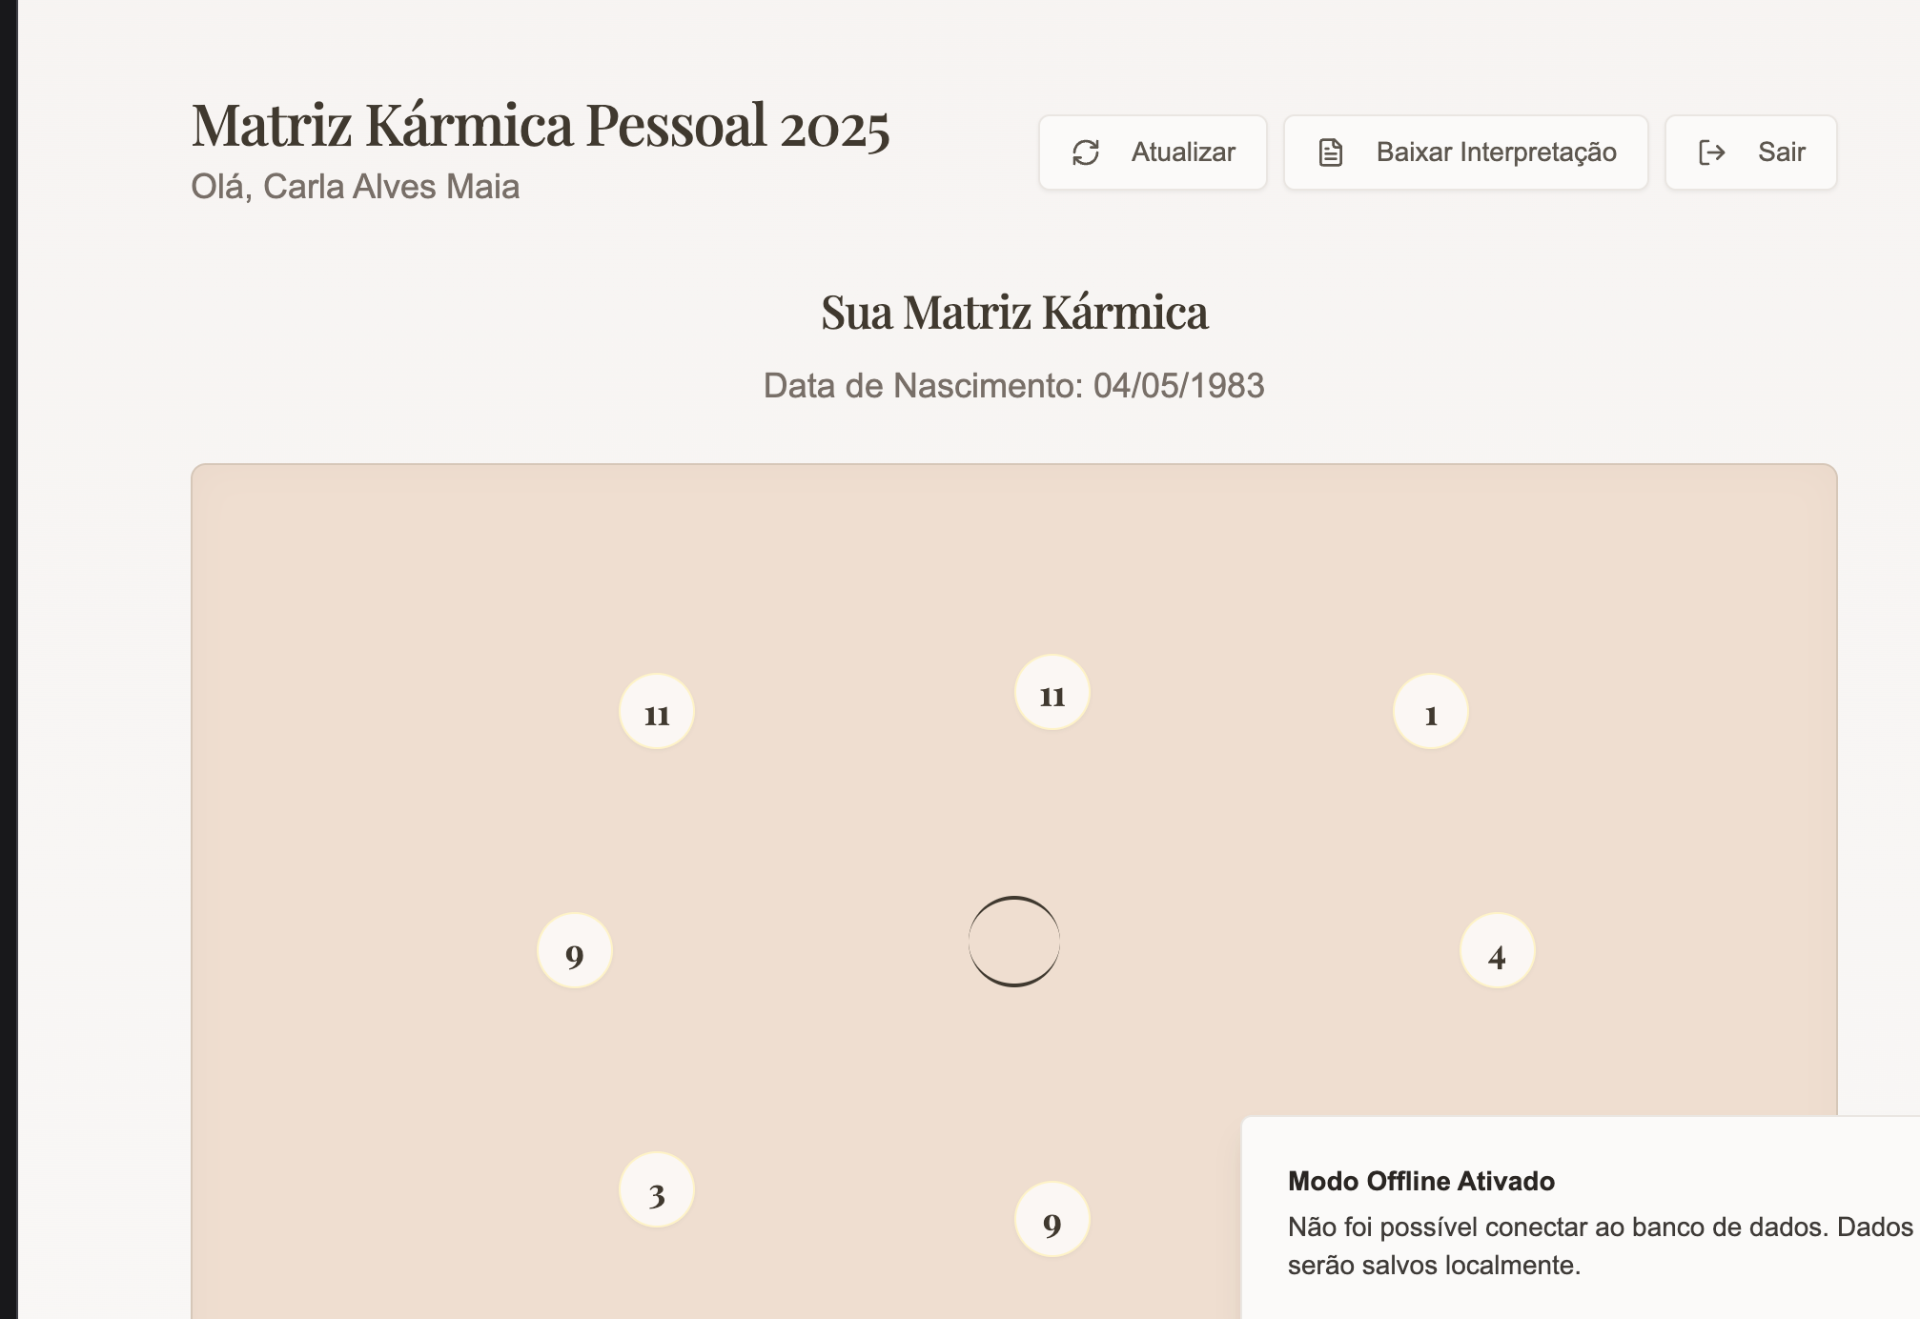 Matriz Kármica Pessoal 2025
Olá, Carla Alves Maia
Atualizar
Baixar Interpretação
Sair
Sua Matriz Kármica
Data de Nascimento: 04/05/1983
11
11
1
9
4
3
9
Modo Offline Ativado
Não foi possível conectar ao banco de dados. Dados
serão salvos localmente.